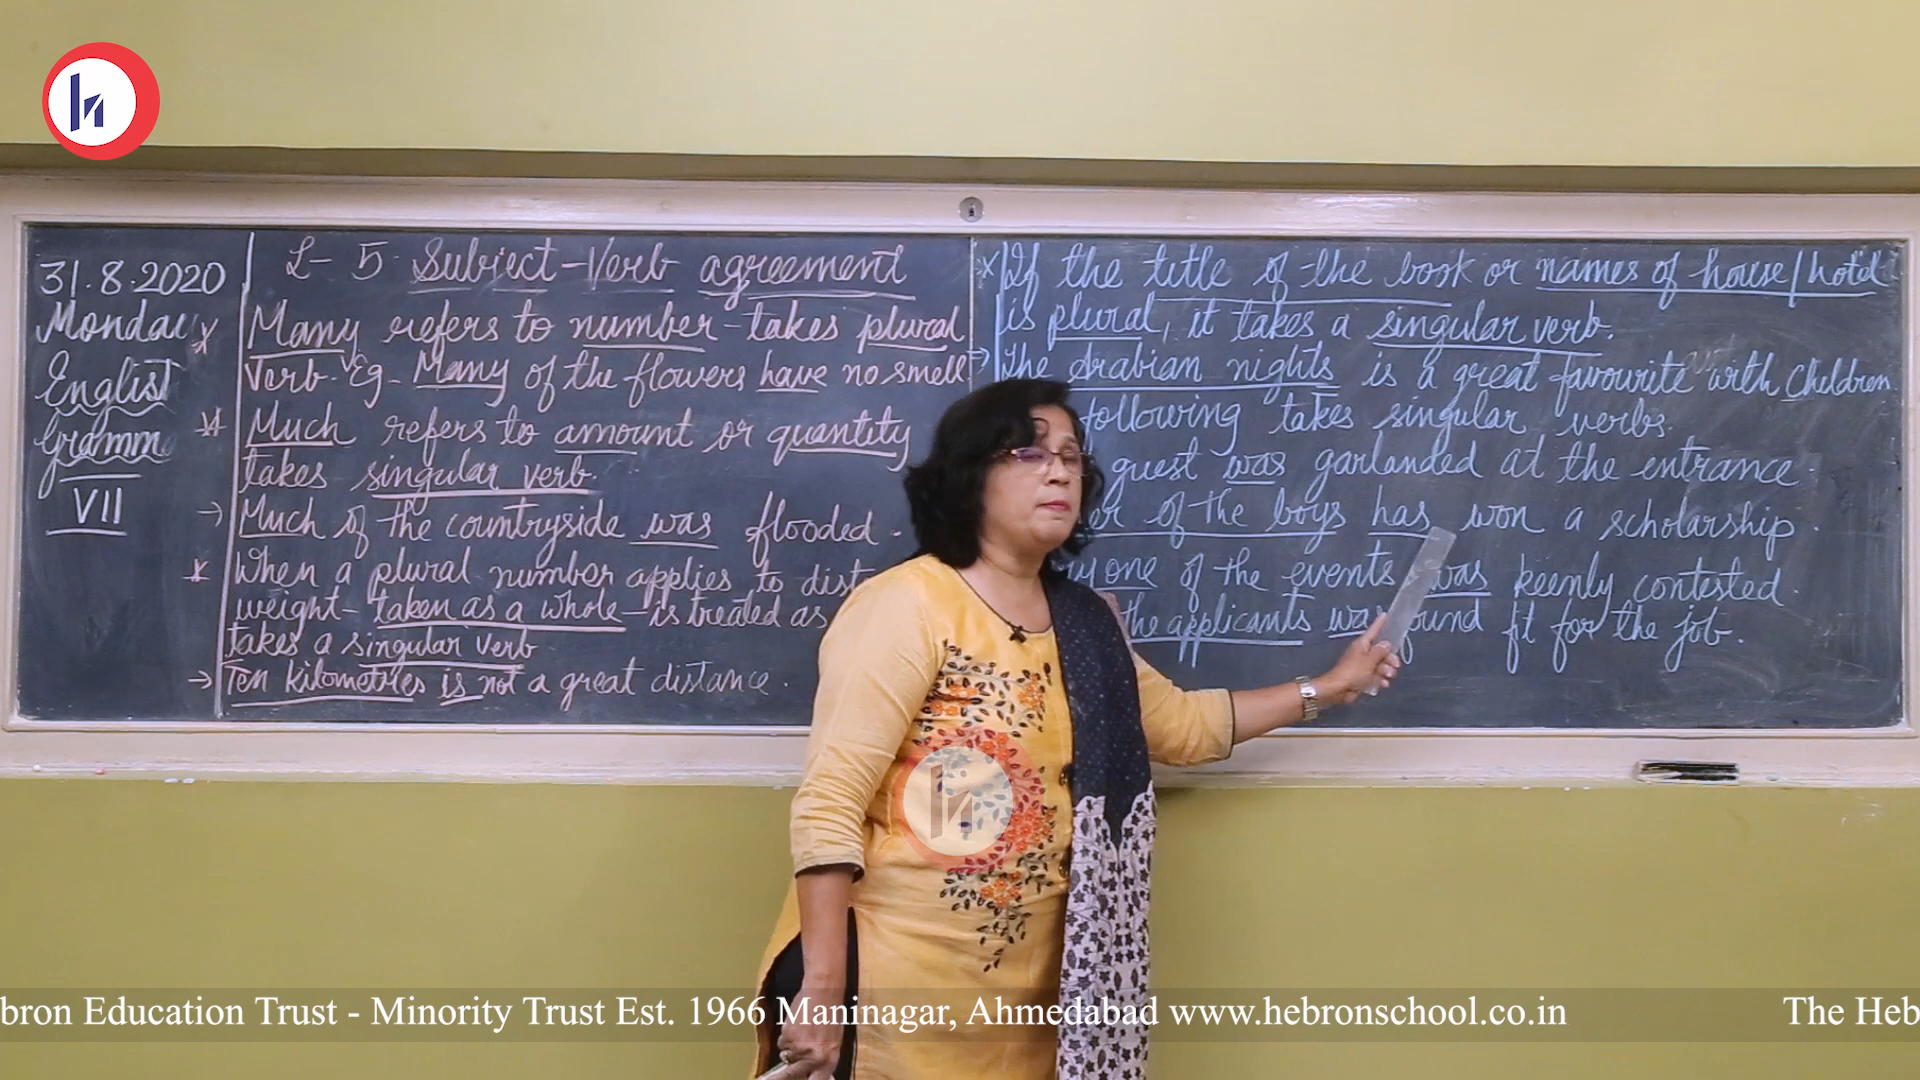 31.8.2020
Monday
English
Gramm
VII
L- 5 Subject-Verb agreement
* Many refers to number - takes plural
Verb. Eg - Many of the flowers have no smell
* Much refers to amount or quantity
takes singular verb.
→ Much of the countryside was flooded.
* When a plural number applies to dist
weight - taken as a whole - is treated as
takes a singular verb
→ Ten kilometres is not a great distance.
* If the title of the book or names of house/hotel
is plural, it takes a singular verb.
→ The Arabian nights is a great favourite with children
following takes singular verbs.
guest was garlanded at the entrance.
er of the boys has won a scholarship.
ny one of the events was keenly contested.
the applicants was found fit for the job.
bron Education Trust - Minority Trust Est. 1966 Maninagar, Ahmedabad www.hebronschool.co.in The Heb